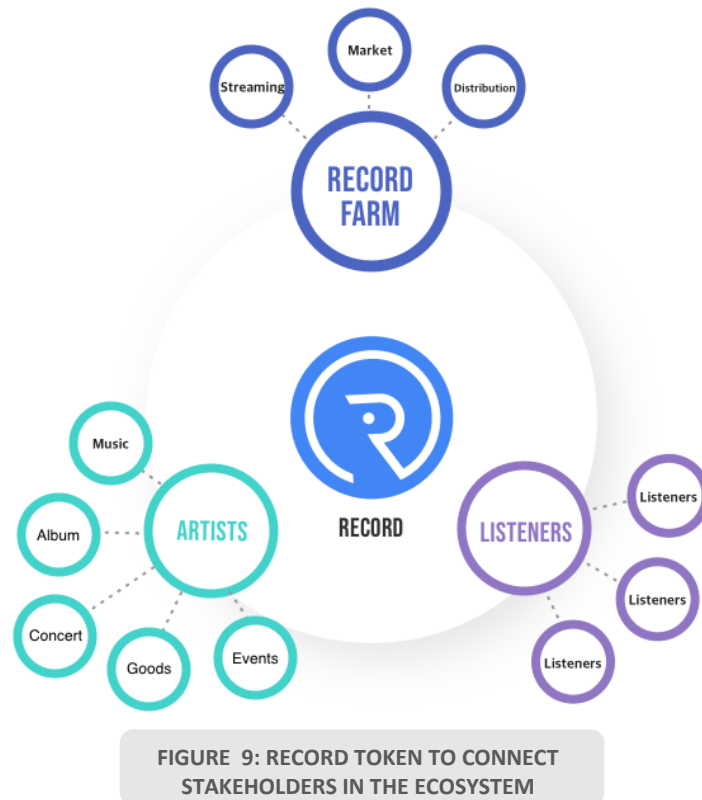 Market
Streaming
Distribution
RECORD
FARM
Music
Album
ARTISTS
Concert
Goods
Events
RECORD
LISTENERS
Listeners
Listeners
Listeners
FIGURE 9: RECORD TOKEN TO CONNECT
STAKEHOLDERS IN THE ECOSYSTEM